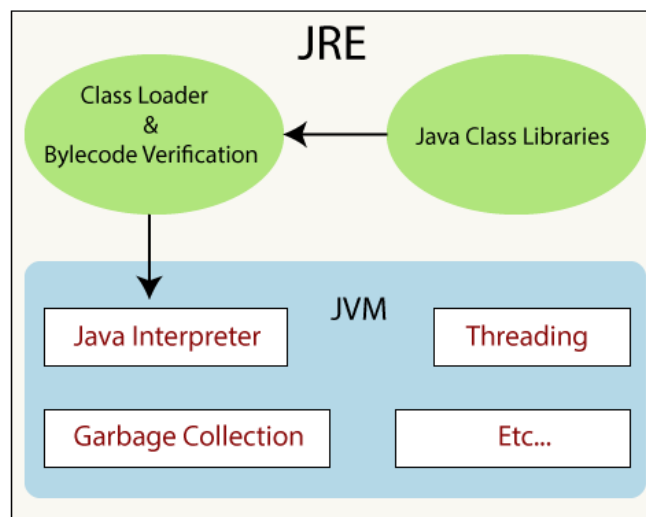 JRE
Class Loader
&
Bylecode Verification
Java Class Libraries
JVM
Java Interpreter
Threading
Garbage Collection
Etc...